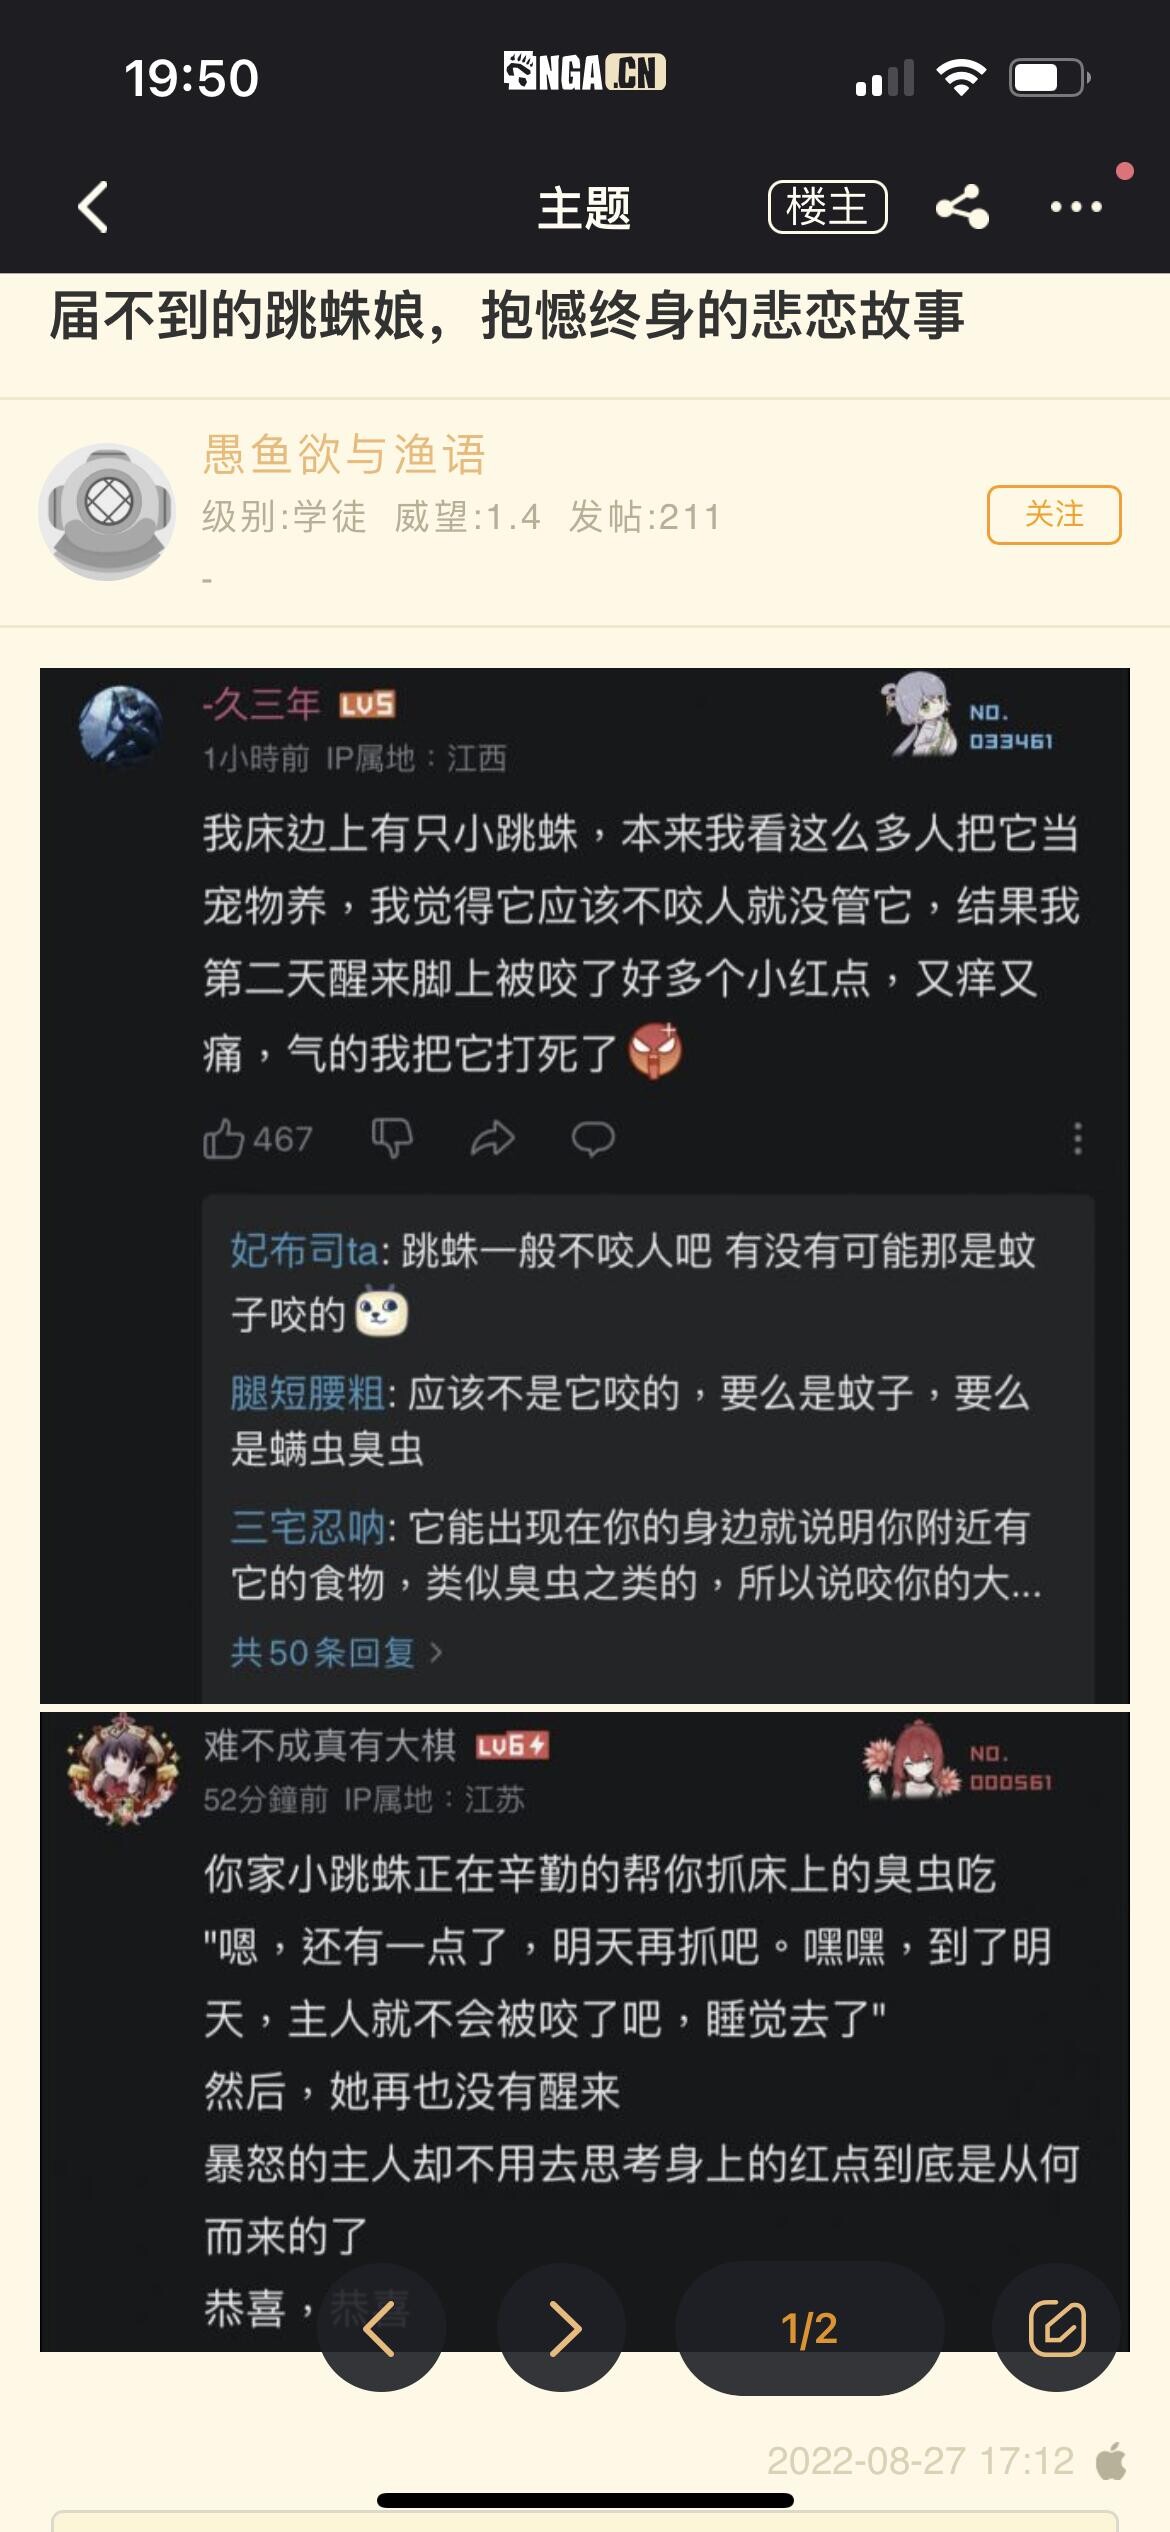 19:50
NGA.CN
主题
楼主
届不到的跳蛛娘，抱憾终身的悲恋故事
愚鱼欲与渔语
级别:学徒 威望:1.4 发帖:211
关注
-
-久三年 LV5
NO.
033461
1小時前 IP属地：江西
我床边上有只小跳蛛，本来我看这么多人把它当
宠物养，我觉得它应该不咬人就没管它，结果我
第二天醒来脚上被咬了好多个小红点，又痒又
痛，气的我把它打死了
467
妃布司ta: 跳蛛一般不咬人吧 有没有可能那是蚊
子咬的
腿短腰粗: 应该不是它咬的，要么是蚊子，要么
是螨虫臭虫
三宅忍呐: 它能出现在你的身边就说明你附近有
它的食物，类似臭虫之类的，所以说咬你的大...
共50条回复
难不成真有大棋 LV6
NO.
000561
52分鐘前 IP属地：江苏
你家小跳蛛正在辛勤的帮你抓床上的臭虫吃
"嗯，还有一点了，明天再抓吧。嘿嘿，到了明
天，主人就不会被咬了吧，睡觉去了"
然后，她再也没有醒来
暴怒的主人却不用去思考身上的红点到底是从何
而来的了
恭喜，恭喜
1/2
2022-08-27 17:12